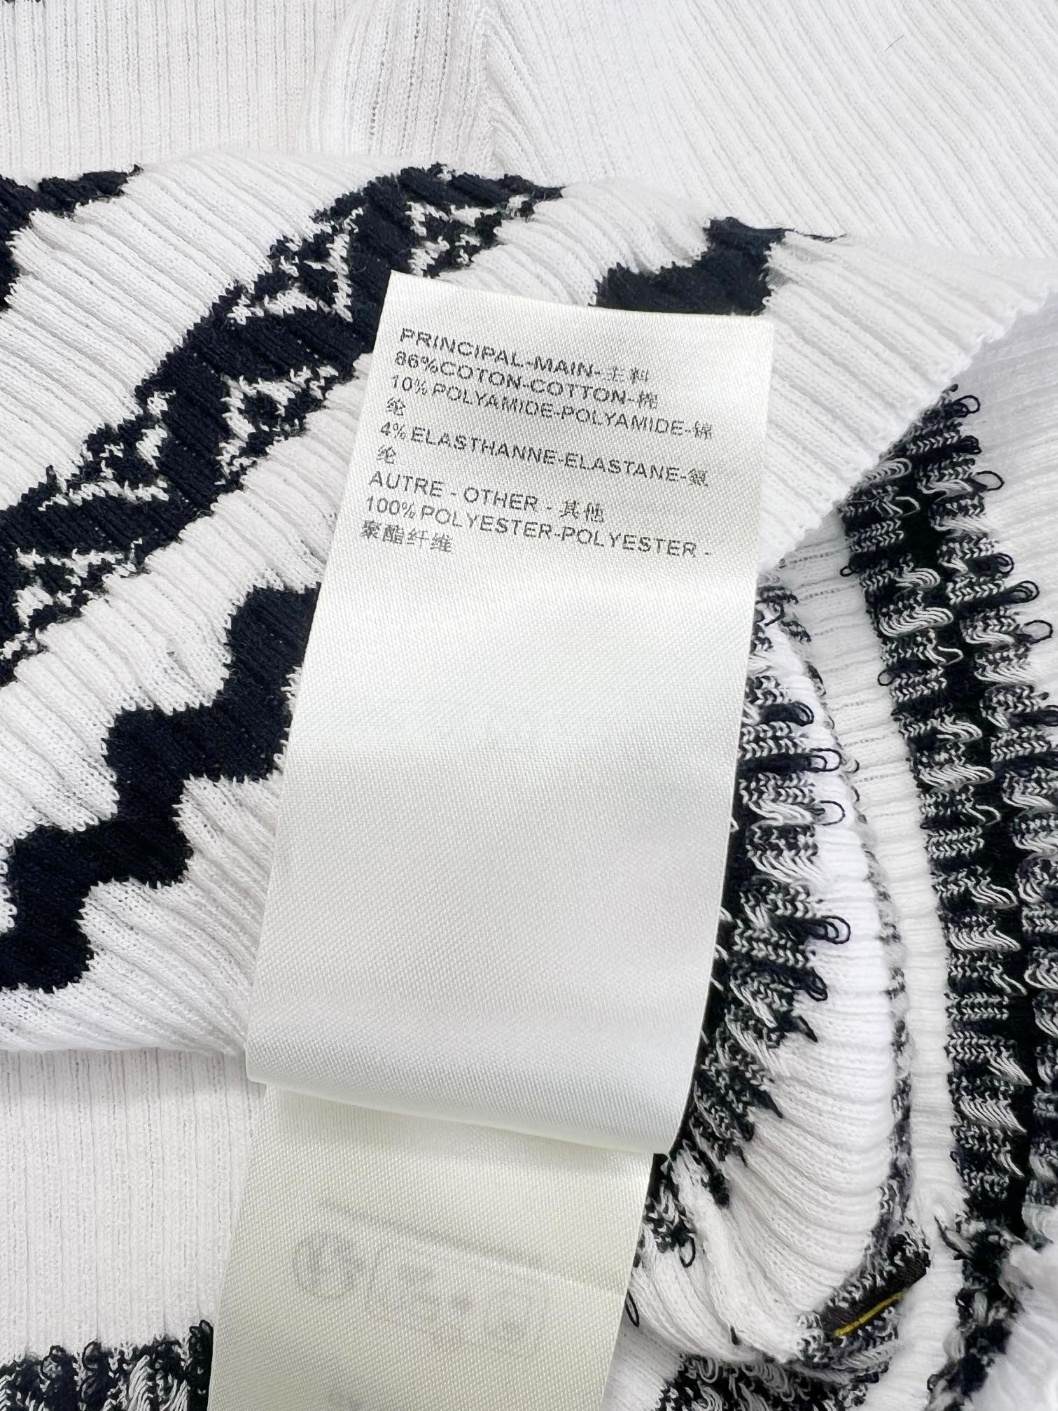 PRINCIPAL-MAIN-主料
86%COTON-COTTON-棉
10%POLYAMIDE-POLYAMIDE-锦
纶
4%ELASTHANNE-ELASTANE-氨
纶
AUTRE - OTHER - 其他
100%POLYESTER-POLYESTER -
聚酯纤维